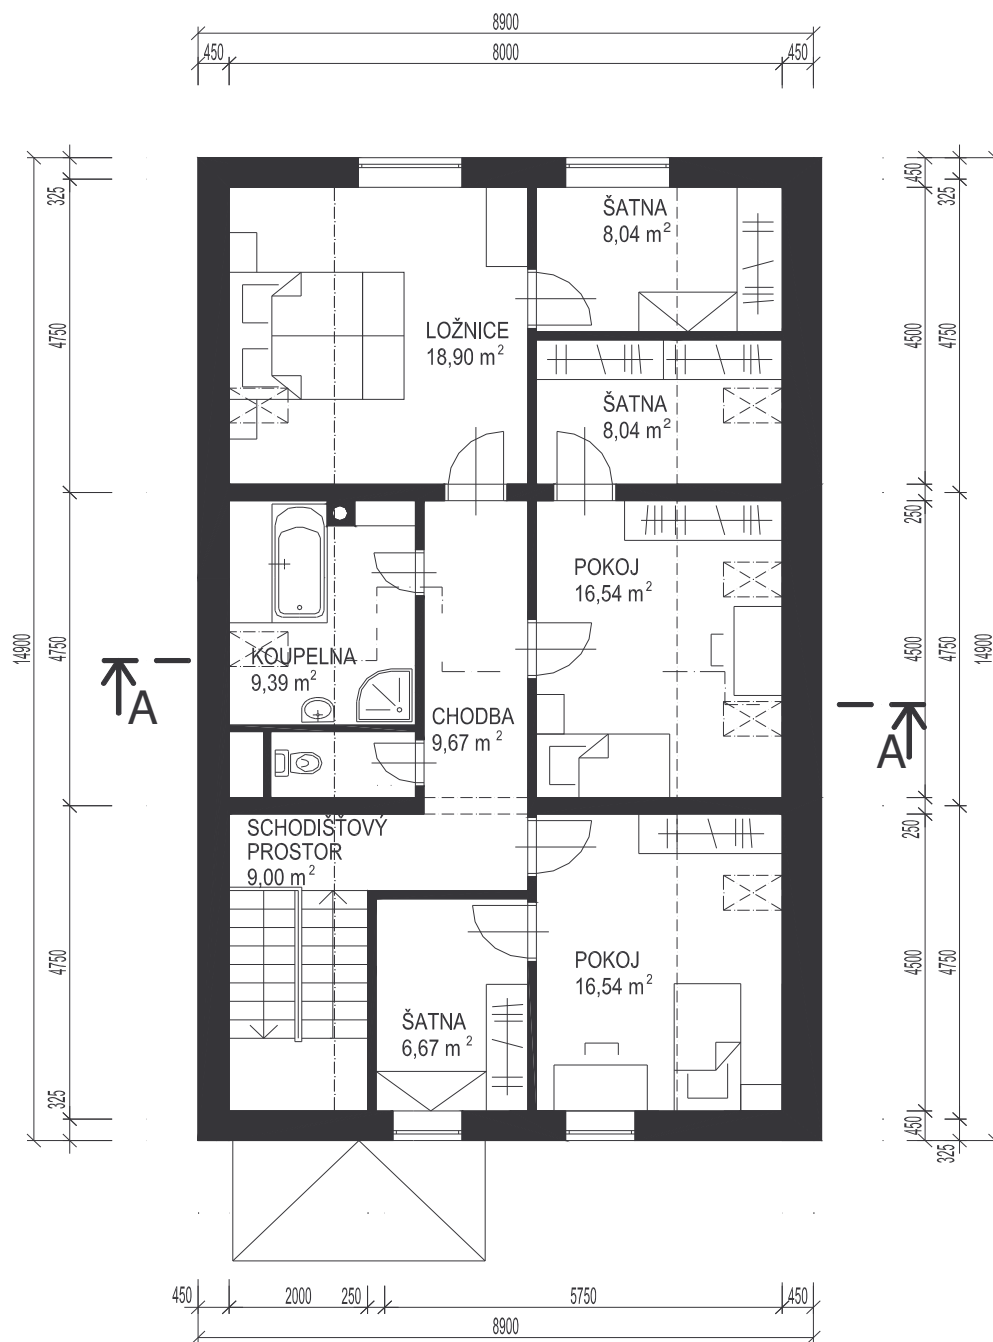 8900
450 8000 450
325
4750
4750
4750
325
14900
450
4500
250
4500
250
4500
450
325
4750
4750
4750
325
14900
ŠATNA
8,04 m²
LOŽNICE
18,90 m²
ŠATNA
8,04 m²
POKOJ
16,54 m²
KOUPELNA
9,39 m²
CHODBA
9,67 m²
A
A
SCHODIŠŤOVÝ
PROSTOR
9,00 m²
POKOJ
16,54 m²
ŠATNA
6,67 m²
450 2000 250 5750 450
8900